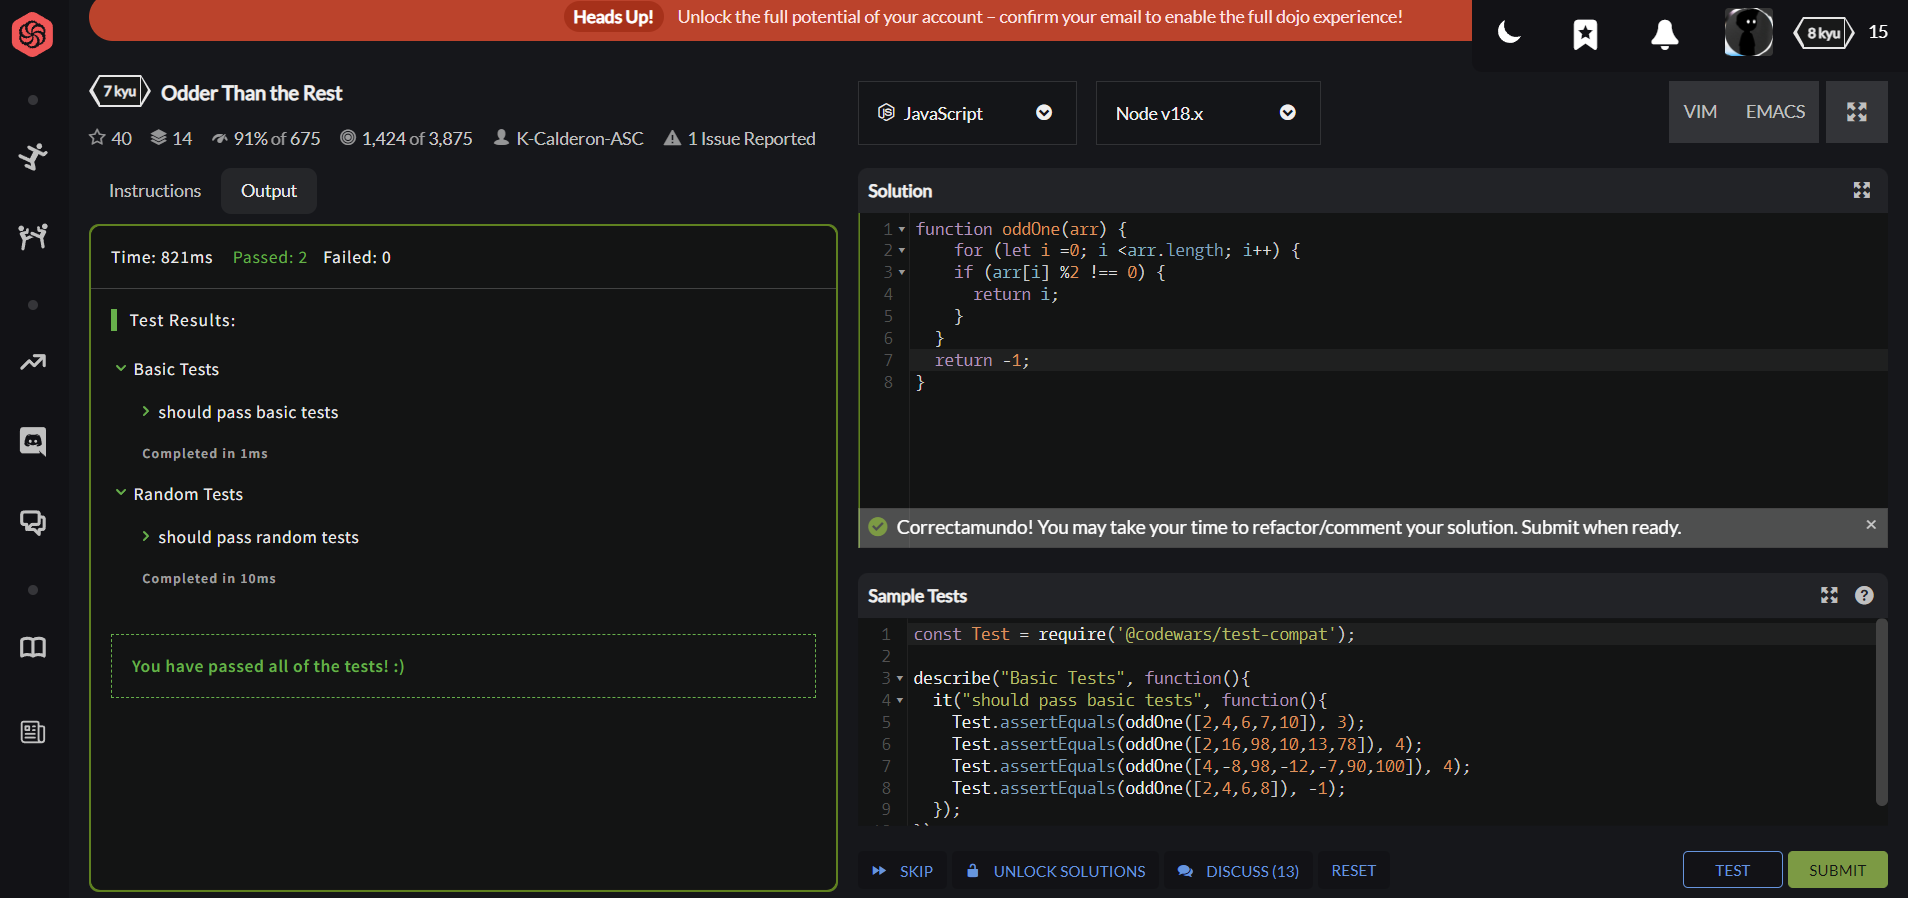 Heads Up! Unlock the full potential of your account – confirm your email to enable the full dojo experience!
8 kyu 15
7 kyu Odder Than the Rest
40 14 91% of 675 1,424 of 3,875 K-Calderon-ASC 1 Issue Reported
JavaScript Node v18.x VIM EMACS
Instructions Output
Time: 821ms Passed: 2 Failed: 0
Test Results:
Basic Tests
should pass basic tests
Completed in 1ms
Random Tests
should pass random tests
Completed in 10ms
You have passed all of the tests! :)
Solution
1 function oddOne(arr) {
2 for (let i =0; i <arr.length; i++) {
3 if (arr[i] %2 !== 0) {
4 return i;
5 }
6 }
7 return -1;
8 }
Correctamundo! You may take your time to refactor/comment your solution. Submit when ready. ×
Sample Tests
1 const Test = require('@codewars/test-compat');
2
3 describe("Basic Tests", function(){
4 it("should pass basic tests", function(){
5 Test.assertEquals(oddOne([2,4,6,7,10]), 3);
6 Test.assertEquals(oddOne([2,16,98,10,13,78]), 4);
7 Test.assertEquals(oddOne([4,-8,98,-12,-7,90,100]), 4);
8 Test.assertEquals(oddOne([2,4,6,8]), -1);
9 });
SKIP UNLOCK SOLUTIONS DISCUSS (13) RESET TEST SUBMIT